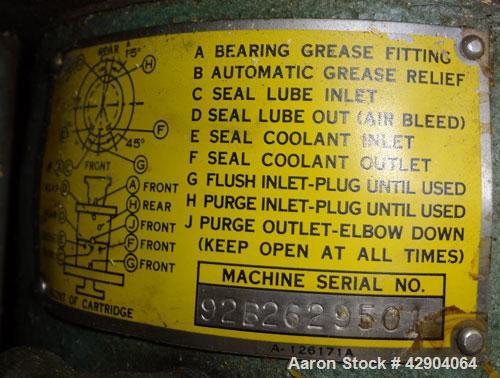 REAR
15°
H
A BEARING GREASE FITTING
B AUTOMATIC GREASE RELIEF
C SEAL LUBE INLET
D SEAL LUBE OUT (AIR BLEED)
E SEAL COOLANT INLET
F SEAL COOLANT OUTLET
G FLUSH INLET-PLUG UNTIL USED
H PURGE INLET-PLUG UNTIL USED
J PURGE OUTLET-ELBOW DOWN
(KEEP OPEN AT ALL TIMES)
B
F
45°
G
FRONT
A FRONT
H REAR
J FRONT
F FRONT
G FRONT
OF CARTRIDGE
MACHINE SERIAL NO.
92B2629501
A-126171A
Aaron Stock # 42904064